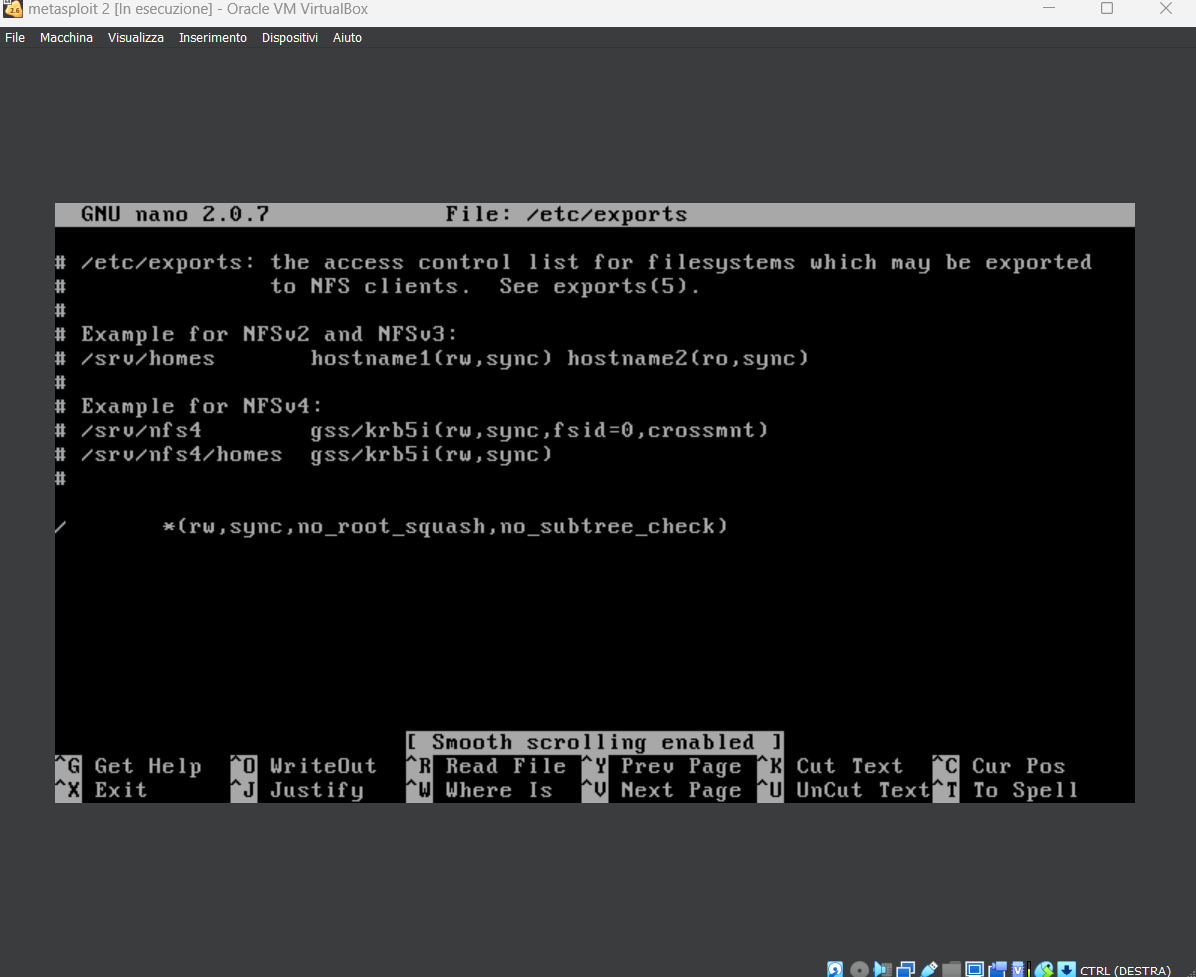 metasploit 2 [In esecuzione] - Oracle VM VirtualBox
File Macchina Visualizza Inserimento Dispositivi Aiuto
GNU nano 2.0.7 File: /etc/exports
# /etc/exports: the access control list for filesystems which may be exported
# to NFS clients. See exports(5).
#
# Example for NFSv2 and NFSv3:
# /srv/homes hostname1(rw,sync) hostname2(ro,sync)
#
# Example for NFSv4:
# /srv/nfs4 gss/krb5i(rw,sync,fsid=0,crossmnt)
# /srv/nfs4/homes gss/krb5i(rw,sync)
#
/ *(rw,sync,no_root_squash,no_subtree_check)
[ Smooth scrolling enabled ]
^G Get Help ^O WriteOut ^R Read File ^Y Prev Page ^K Cut Text ^C Cur Pos
^X Exit ^J Justify ^W Where Is ^V Next Page ^U UnCut Text ^T To Spell
CTRL (DESTRA)